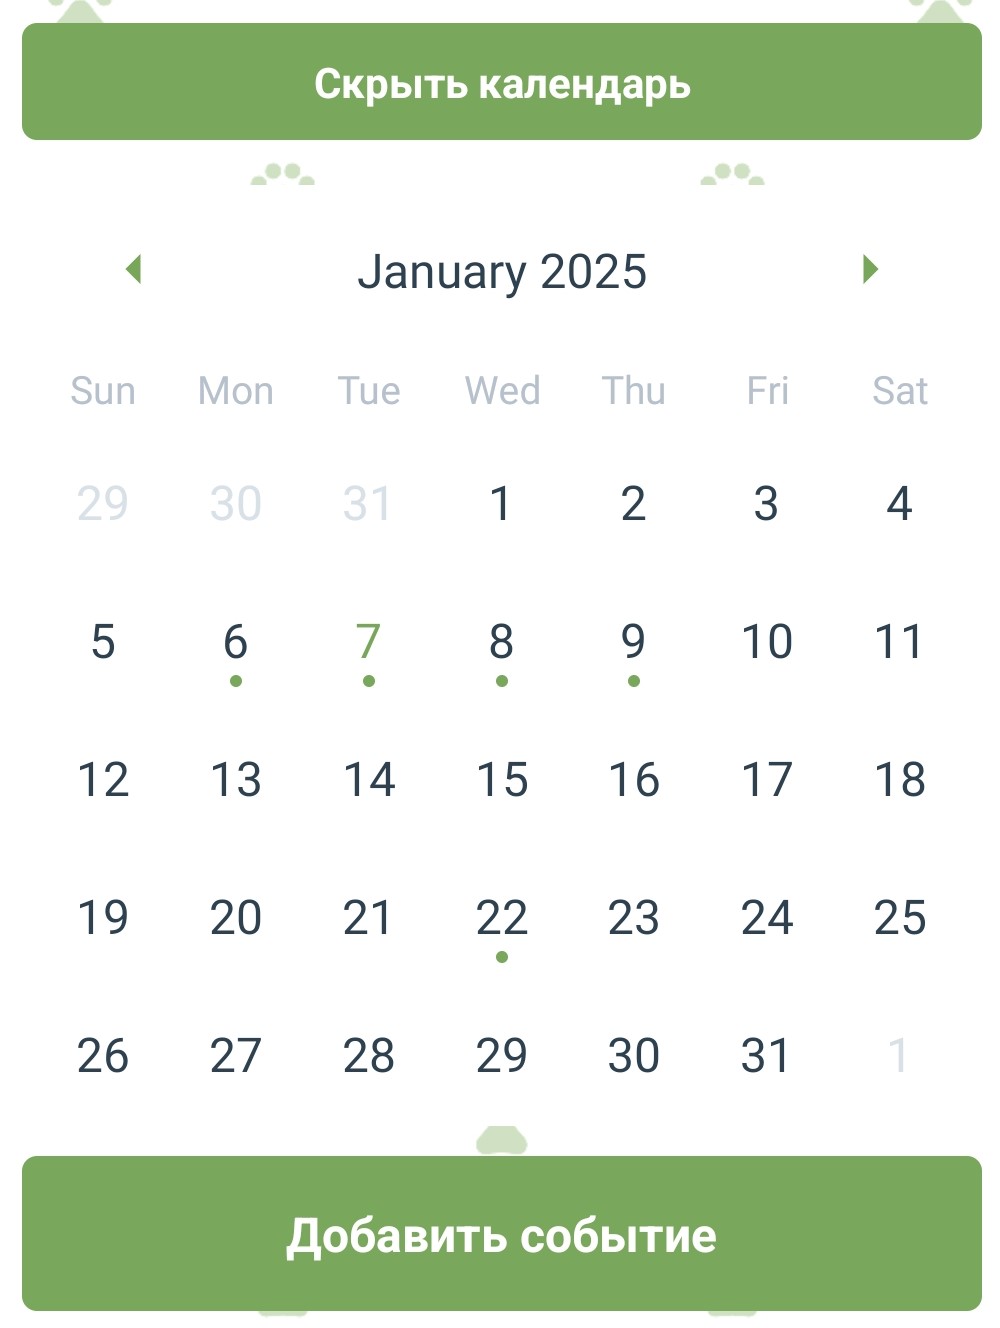 Скрыть календарь
January 2025
Sun Mon Tue Wed Thu Fri Sat
29 30 31 1 2 3 4
5 6 7 8 9 10 11
12 13 14 15 16 17 18
19 20 21 22 23 24 25
26 27 28 29 30 31 1
Добавить событие